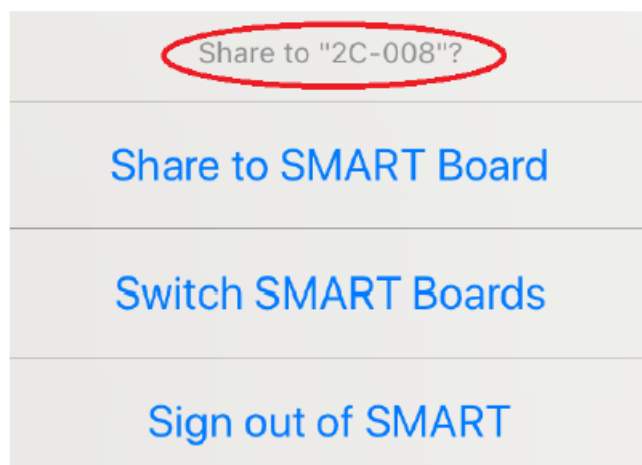 Share to "2C-008"?
Share to SMART Board
Switch SMART Boards
Sign out of SMART